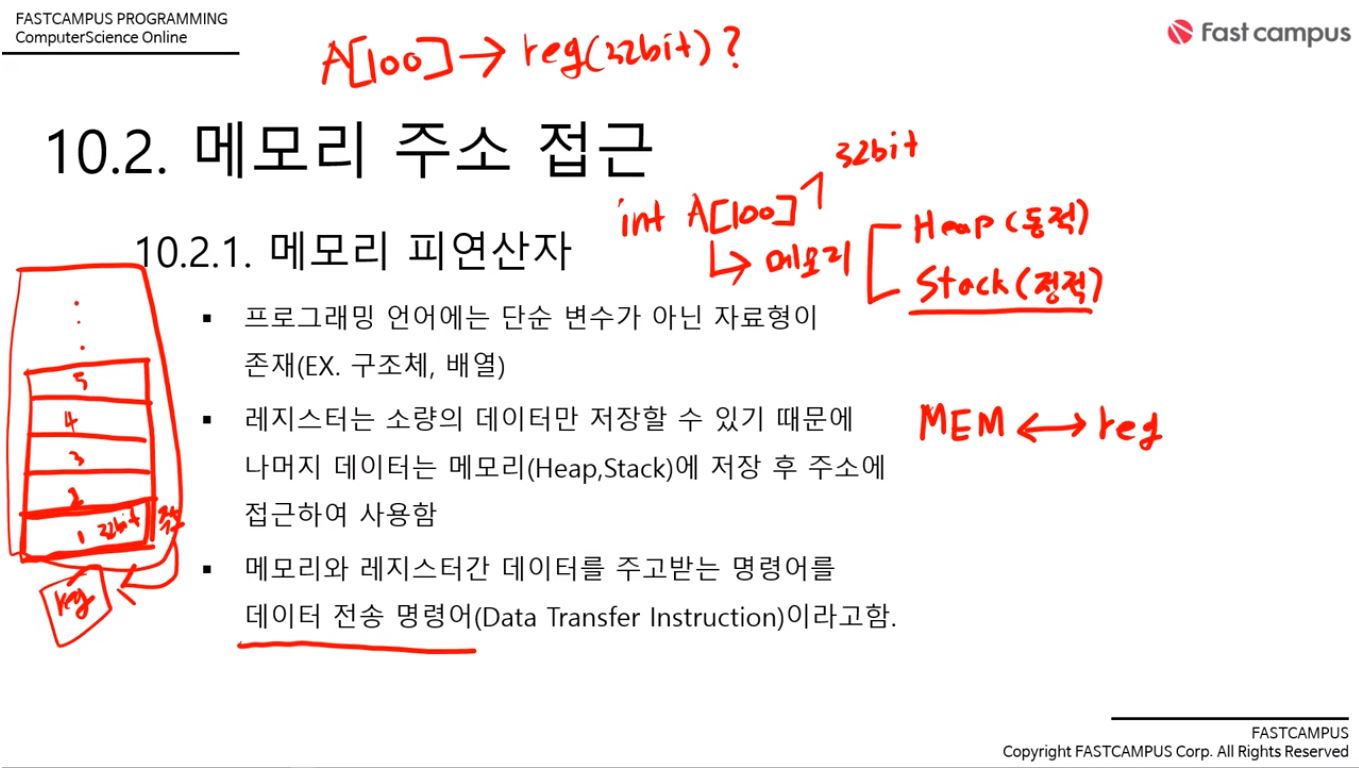 FASTCAMPUS PROGRAMMING
ComputerScience Online
Fast campus
A[100] → reg(32bit)?
10.2. 메모리 주소 접근
32bit
int A[100]
→ 메모리
Heap (동적)
Stack (정적)
10.2.1. 메모리 피연산자
▪ 프로그래밍 언어에는 단순 변수가 아닌 자료형이
존재(EX. 구조체, 배열)
▪ 레지스터는 소량의 데이터만 저장할 수 있기 때문에
나머지 데이터는 메모리(Heap,Stack)에 저장 후 주소에
접근하여 사용함
MEM ↔ reg
▪ 메모리와 레지스터간 데이터를 주고받는 명령어를
데이터 전송 명령어(Data Transfer Instruction)이라고함.
5
4
3
2
1 32bit 주소
reg
FASTCAMPUS
Copyright FASTCAMPUS Corp. All Rights Reserved